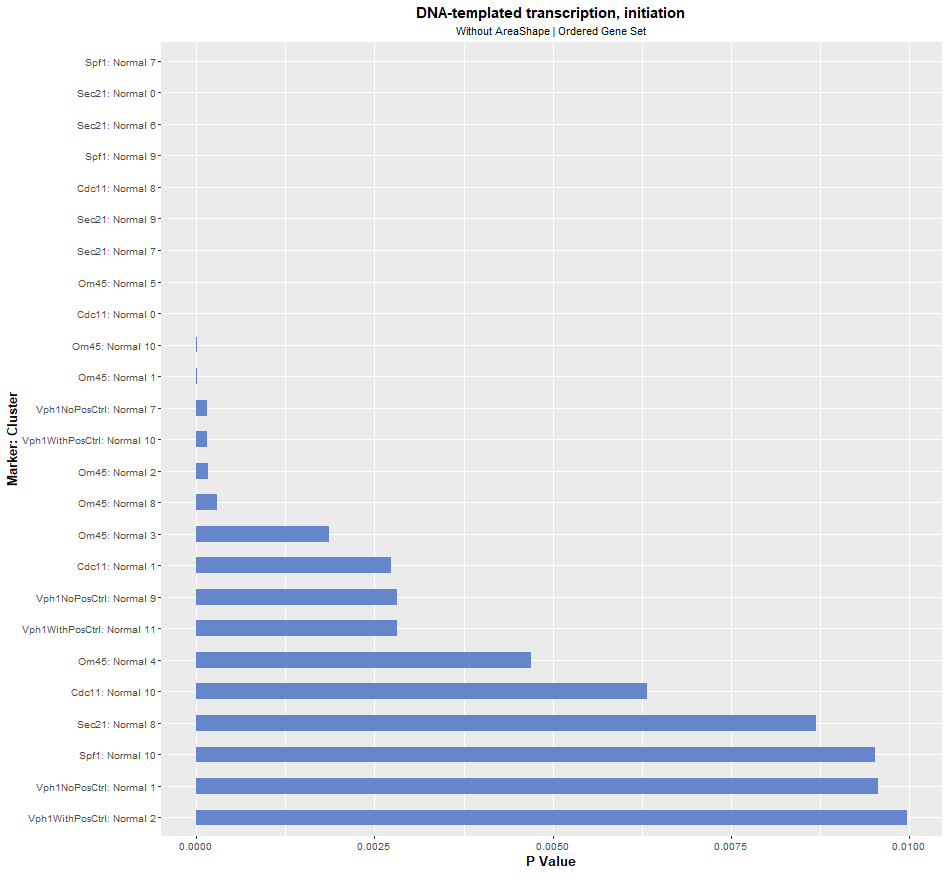 DNA-templated transcription, initiation
Without AreaShape | Ordered Gene Set
Marker: Cluster
Spf1: Normal 7
Sec21: Normal 0
Sec21: Normal 6
Spf1: Normal 9
Cdc11: Normal 8
Sec21: Normal 9
Sec21: Normal 7
Om45: Normal 5
Cdc11: Normal 0
Om45: Normal 10
Om45: Normal 1
Vph1NoPosCtrl: Normal 7
Vph1WithPosCtrl: Normal 10
Om45: Normal 2
Om45: Normal 8
Om45: Normal 3
Cdc11: Normal 1
Vph1NoPosCtrl: Normal 9
Vph1WithPosCtrl: Normal 11
Om45: Normal 4
Cdc11: Normal 10
Sec21: Normal 8
Spf1: Normal 10
Vph1NoPosCtrl: Normal 1
Vph1WithPosCtrl: Normal 2
0.0000 0.0025 0.0050 0.0075 0.0100
P Value